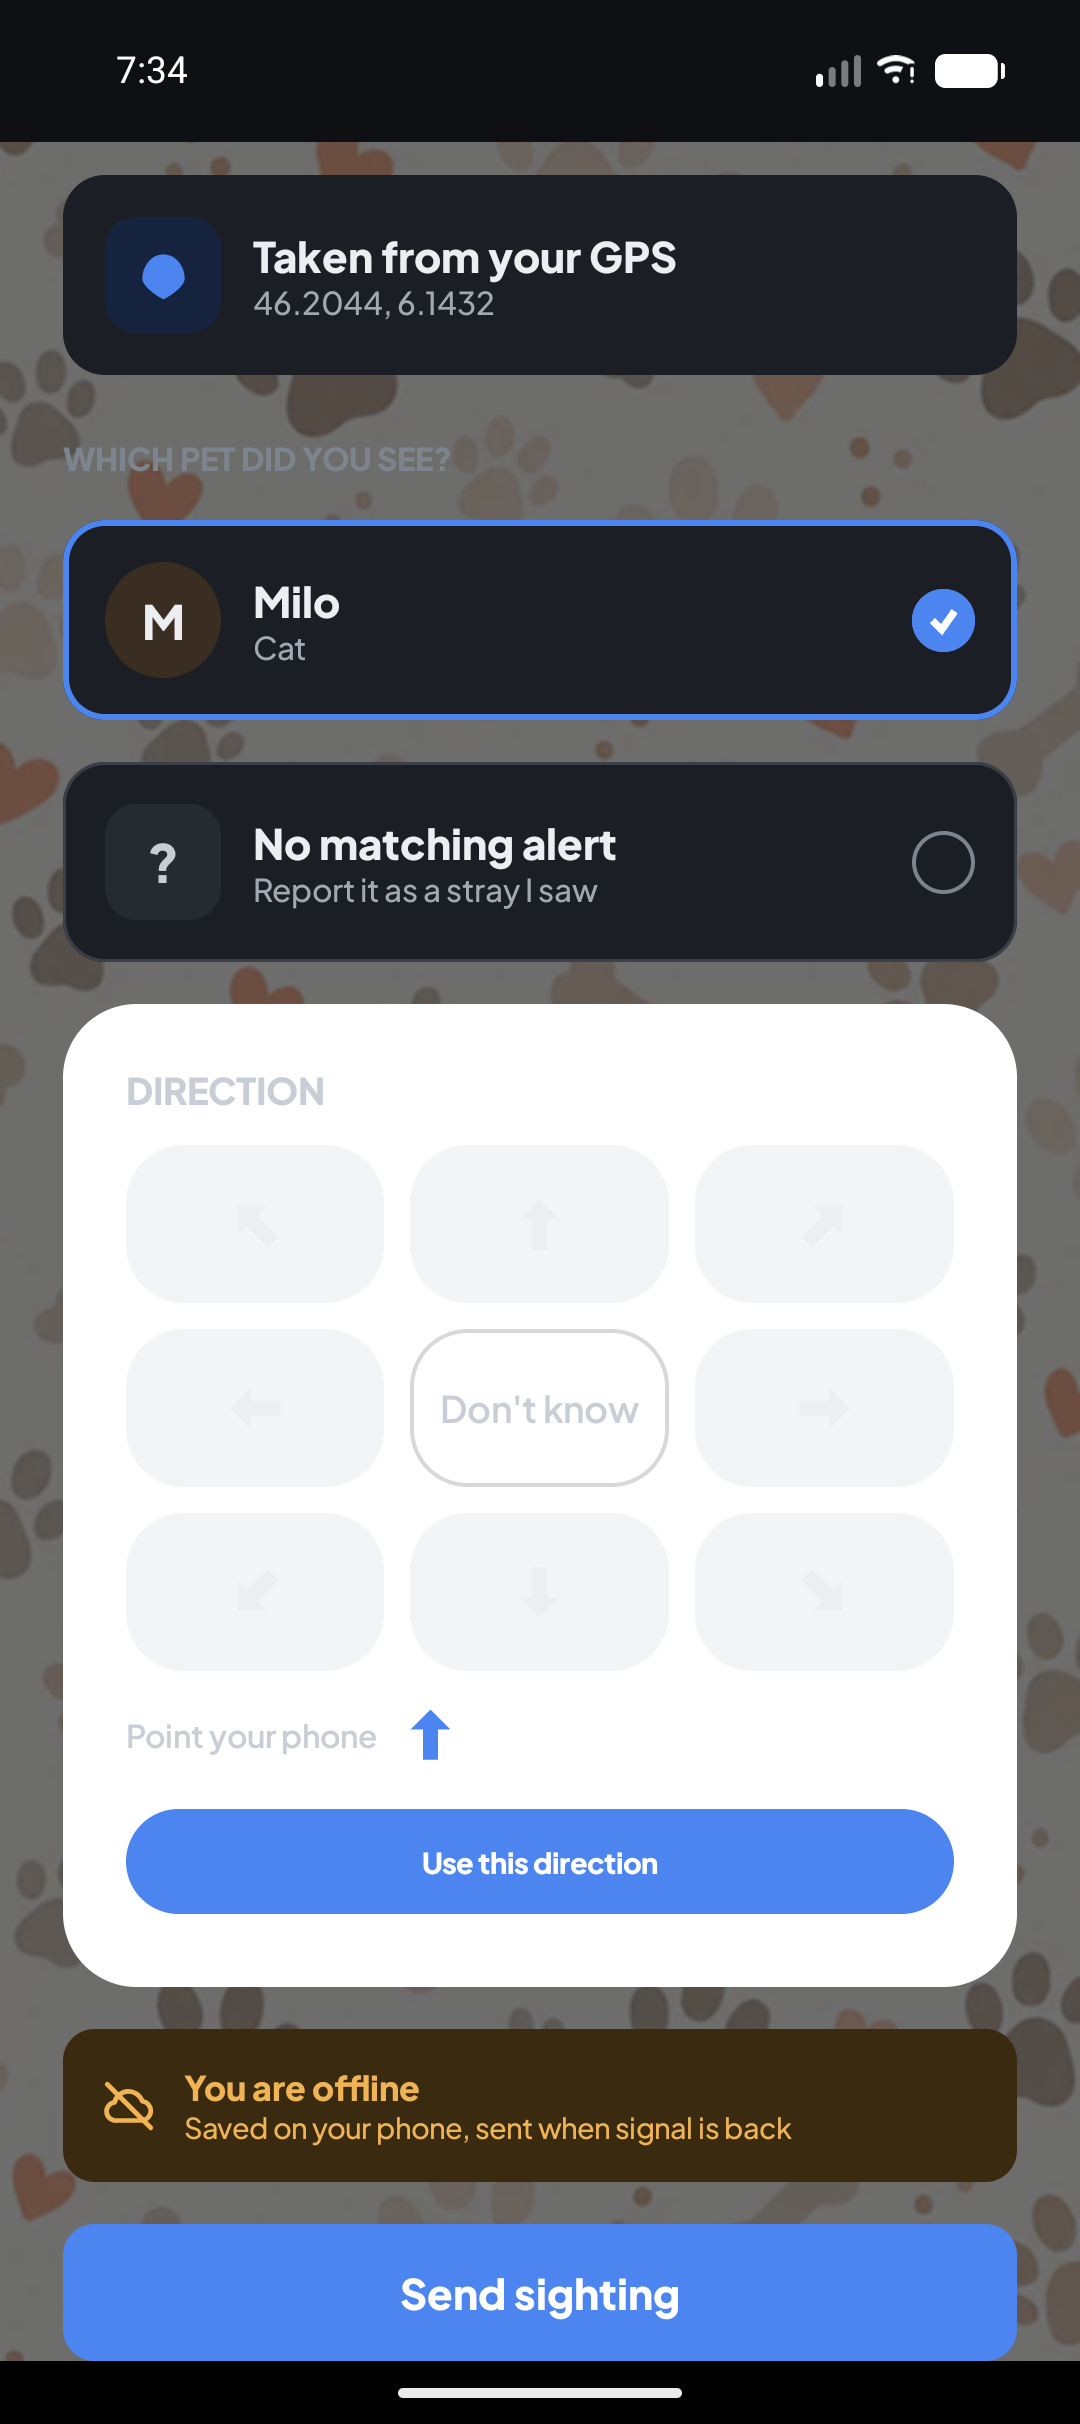 7:34
Taken from your GPS
46.2044, 6.1432
WHICH PET DID YOU SEE?
M
Milo
Cat
?
No matching alert
Report it as a stray I saw
DIRECTION
Don't know
Point your phone
Use this direction
You are offline
Saved on your phone, sent when signal is back
Send sighting